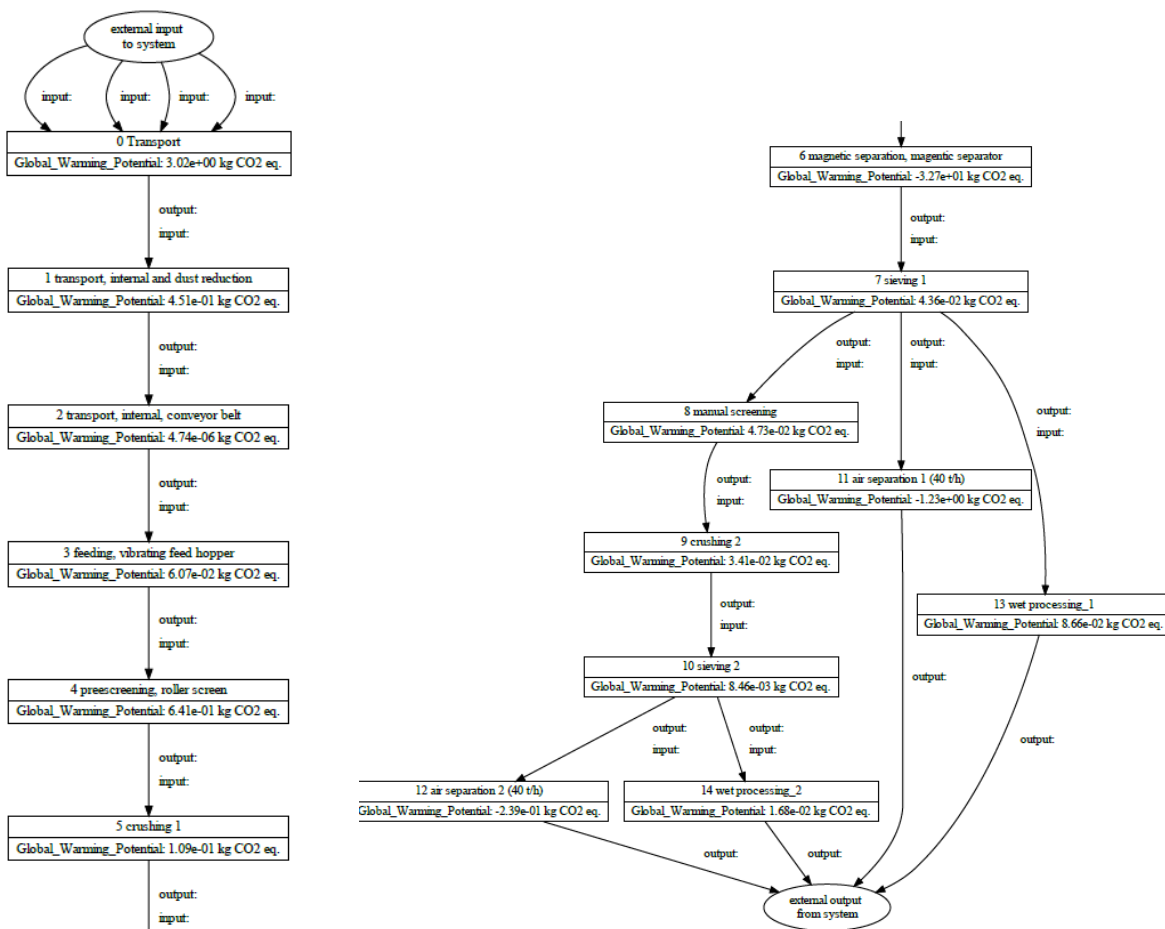 external input
to system
input:
input:
input:
input:
0 Transport
Global_Warming_Potential: 3.02e+00 kg CO2 eq.
output:
input:
1 transport, internal and dust reduction
Global_Warming_Potential: 4.51e-01 kg CO2 eq.
output:
input:
2 transport, internal, conveyor belt
Global_Warming_Potential: 4.74e-06 kg CO2 eq.
output:
input:
3 feeding, vibrating feed hopper
Global_Warming_Potential: 6.07e-02 kg CO2 eq.
output:
input:
4 preescreening, roller screen
Global_Warming_Potential: 6.41e-01 kg CO2 eq.
output:
input:
5 crushing 1
Global_Warming_Potential: 1.09e-01 kg CO2 eq.
output:
input:
6 magnetic separation, magentic separator
Global_Warming_Potential: -3.27e+01 kg CO2 eq.
output:
input:
7 sieving 1
Global_Warming_Potential: 4.36e-02 kg CO2 eq.
output:
input:
output:
input:
output:
input:
8 manual screening
Global_Warming_Potential: 4.73e-02 kg CO2 eq.
11 air separation 1 (40 t/h)
Global_Warming_Potential: -1.23e+00 kg CO2 eq.
output:
input:
9 crushing 2
Global_Warming_Potential: 3.41e-02 kg CO2 eq.
13 wet processing_1
Global_Warming_Potential: 8.66e-02 kg CO2 eq.
output:
input:
10 sieving 2
Global_Warming_Potential: 8.46e-03 kg CO2 eq.
output:
output:
input:
output:
input:
output:
12 air separation 2 (40 t/h)
Global_Warming_Potential: -2.39e-01 kg CO2 eq.
14 wet processing_2
Global_Warming_Potential: 1.68e-02 kg CO2 eq.
output:
output:
external output
from system